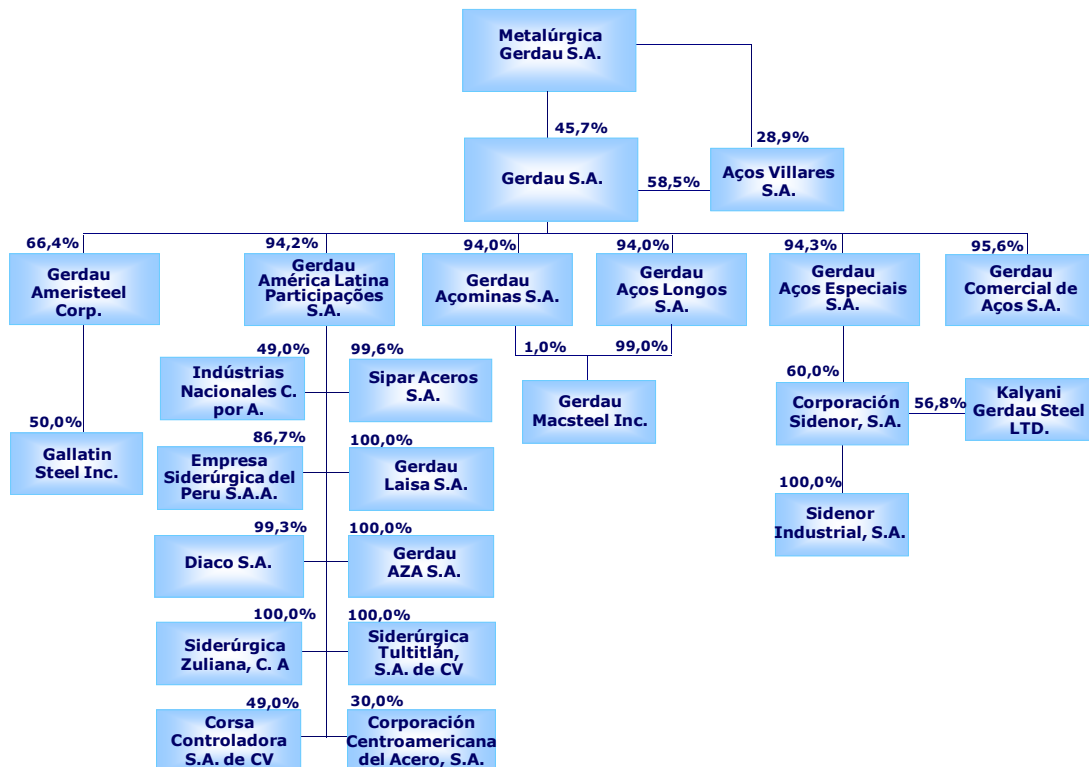 Metalúrgica
Gerdau S.A.
45,7%
28,9%
Gerdau S.A.
58,5%
Aços Villares
S.A.
66,4%
94,2%
94,0%
94,0%
94,3%
95,6%
Gerdau
Ameristeel
Corp.
Gerdau
América Latina
Participações
S.A.
Gerdau
Açominas S.A.
Gerdau
Aços Longos
S.A.
Gerdau
Aços Especiais
S.A.
Gerdau
Comercial de
Aços S.A.
49,0%
99,6%
1,0%
99,0%
60,0%
Indústrias
Nacionales C.
por A.
Sipar Aceros
S.A.
Gerdau
Macsteel Inc.
Corporación
Sidenor, S.A.
56,8%
Kalyani
Gerdau Steel
LTD.
50,0%
Gallatin
Steel Inc.
86,7%
100,0%
Empresa
Siderúrgica del
Peru S.A.A.
Gerdau
Laisa S.A.
100,0%
Sidenor
Industrial, S.A.
99,3%
100,0%
Diaco S.A.
Gerdau
AZA S.A.
100,0%
100,0%
Siderúrgica
Zuliana, C. A
Siderúrgica
Tultitlán,
S.A. de CV
49,0%
30,0%
Corsa
Controladora
S.A. de CV
Corporación
Centroamericana
del Acero, S.A.